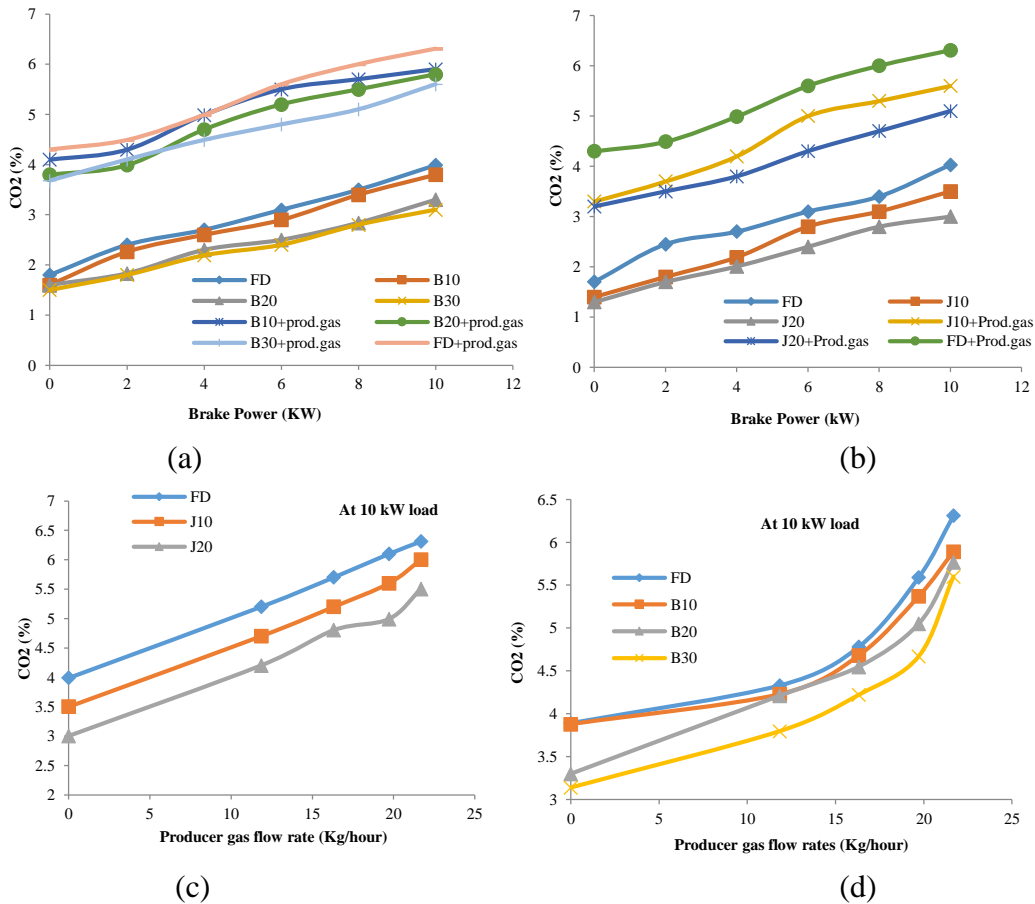 7
6
5
4
3
2
1
0
CO2 (%)
FD
B10
B20
B30
B10+prod.gas
B20+prod.gas
B30+prod.gas
FD+prod.gas
0 2 4 6 8 10 12
Brake Power (KW)
(a)
7
6
5
4
3
2
1
0
CO2 (%)
FD
J10
J20
J10+Prod.gas
J20+Prod.gas
FD+Prod.gas
0 2 4 6 8 10 12
Brake Power (kW)
(b)
FD
J10
J20
At 10 kW load
7
6.5
6
5.5
5
4.5
4
3.5
3
2.5
2
CO2 (%)
0 5 10 15 20 25
Producer gas flow rate (Kg/hour)
(c)
6.5
6
5.5
5
4.5
4
3.5
3
CO2 (%)
At 10 kW load
FD
B10
B20
B30
0 5 10 15 20 25
Producer gas flow rates (Kg/hour)
(d)